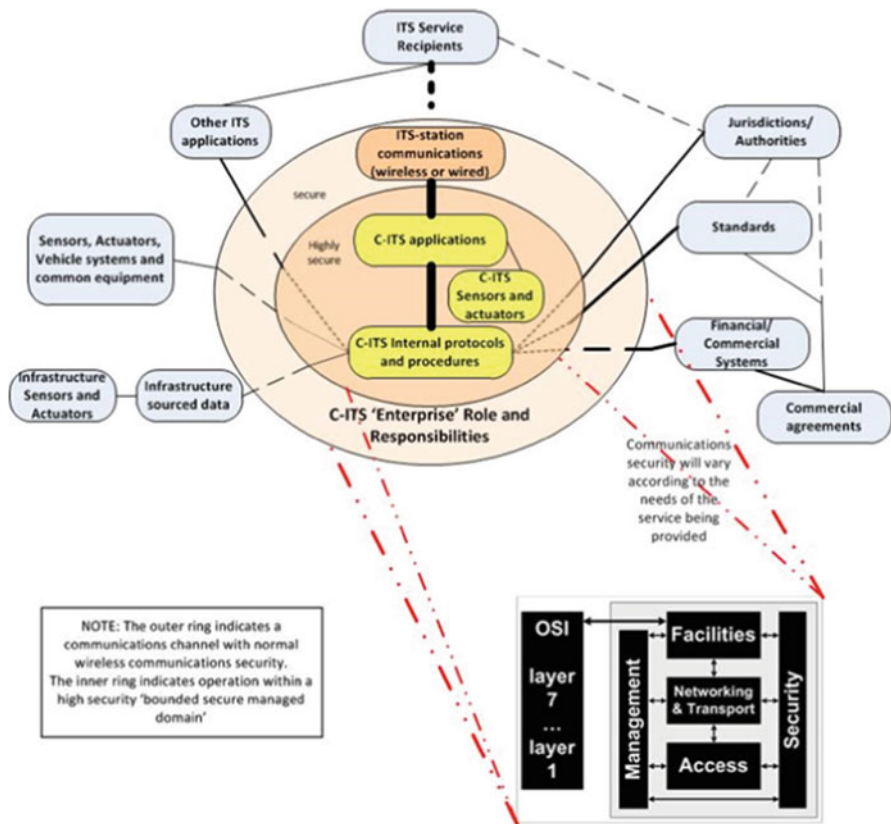 ITS Service
Recipients
Other ITS
applications
ITS-station
communications
(wireless or wired)
Jurisdictions/
Authorities
secure
Sensors, Actuators,
Vehicle systems and
common equipment
Highly
secure
C-ITS applications
Standards
C-ITS
Sensors and
actuators
C-ITS Internal protocols
and procedures
Financial/
Commercial
Systems
Infrastructure
Sensors and
Actuators
Infrastructure
sourced data
C-ITS 'Enterprise' Role and
Responsibilities
Commercial
agreements
Communications
security will vary
according to the
needs of the
service being
provided
NOTE: The outer ring indicates a
communications channel with normal
wireless communications security.
The inner ring indicates operation within a
high security 'bounded secure managed
domain'
OSI
layer
7
...
layer
1
Management
Facilities
Networking
& Transport
Access
Security